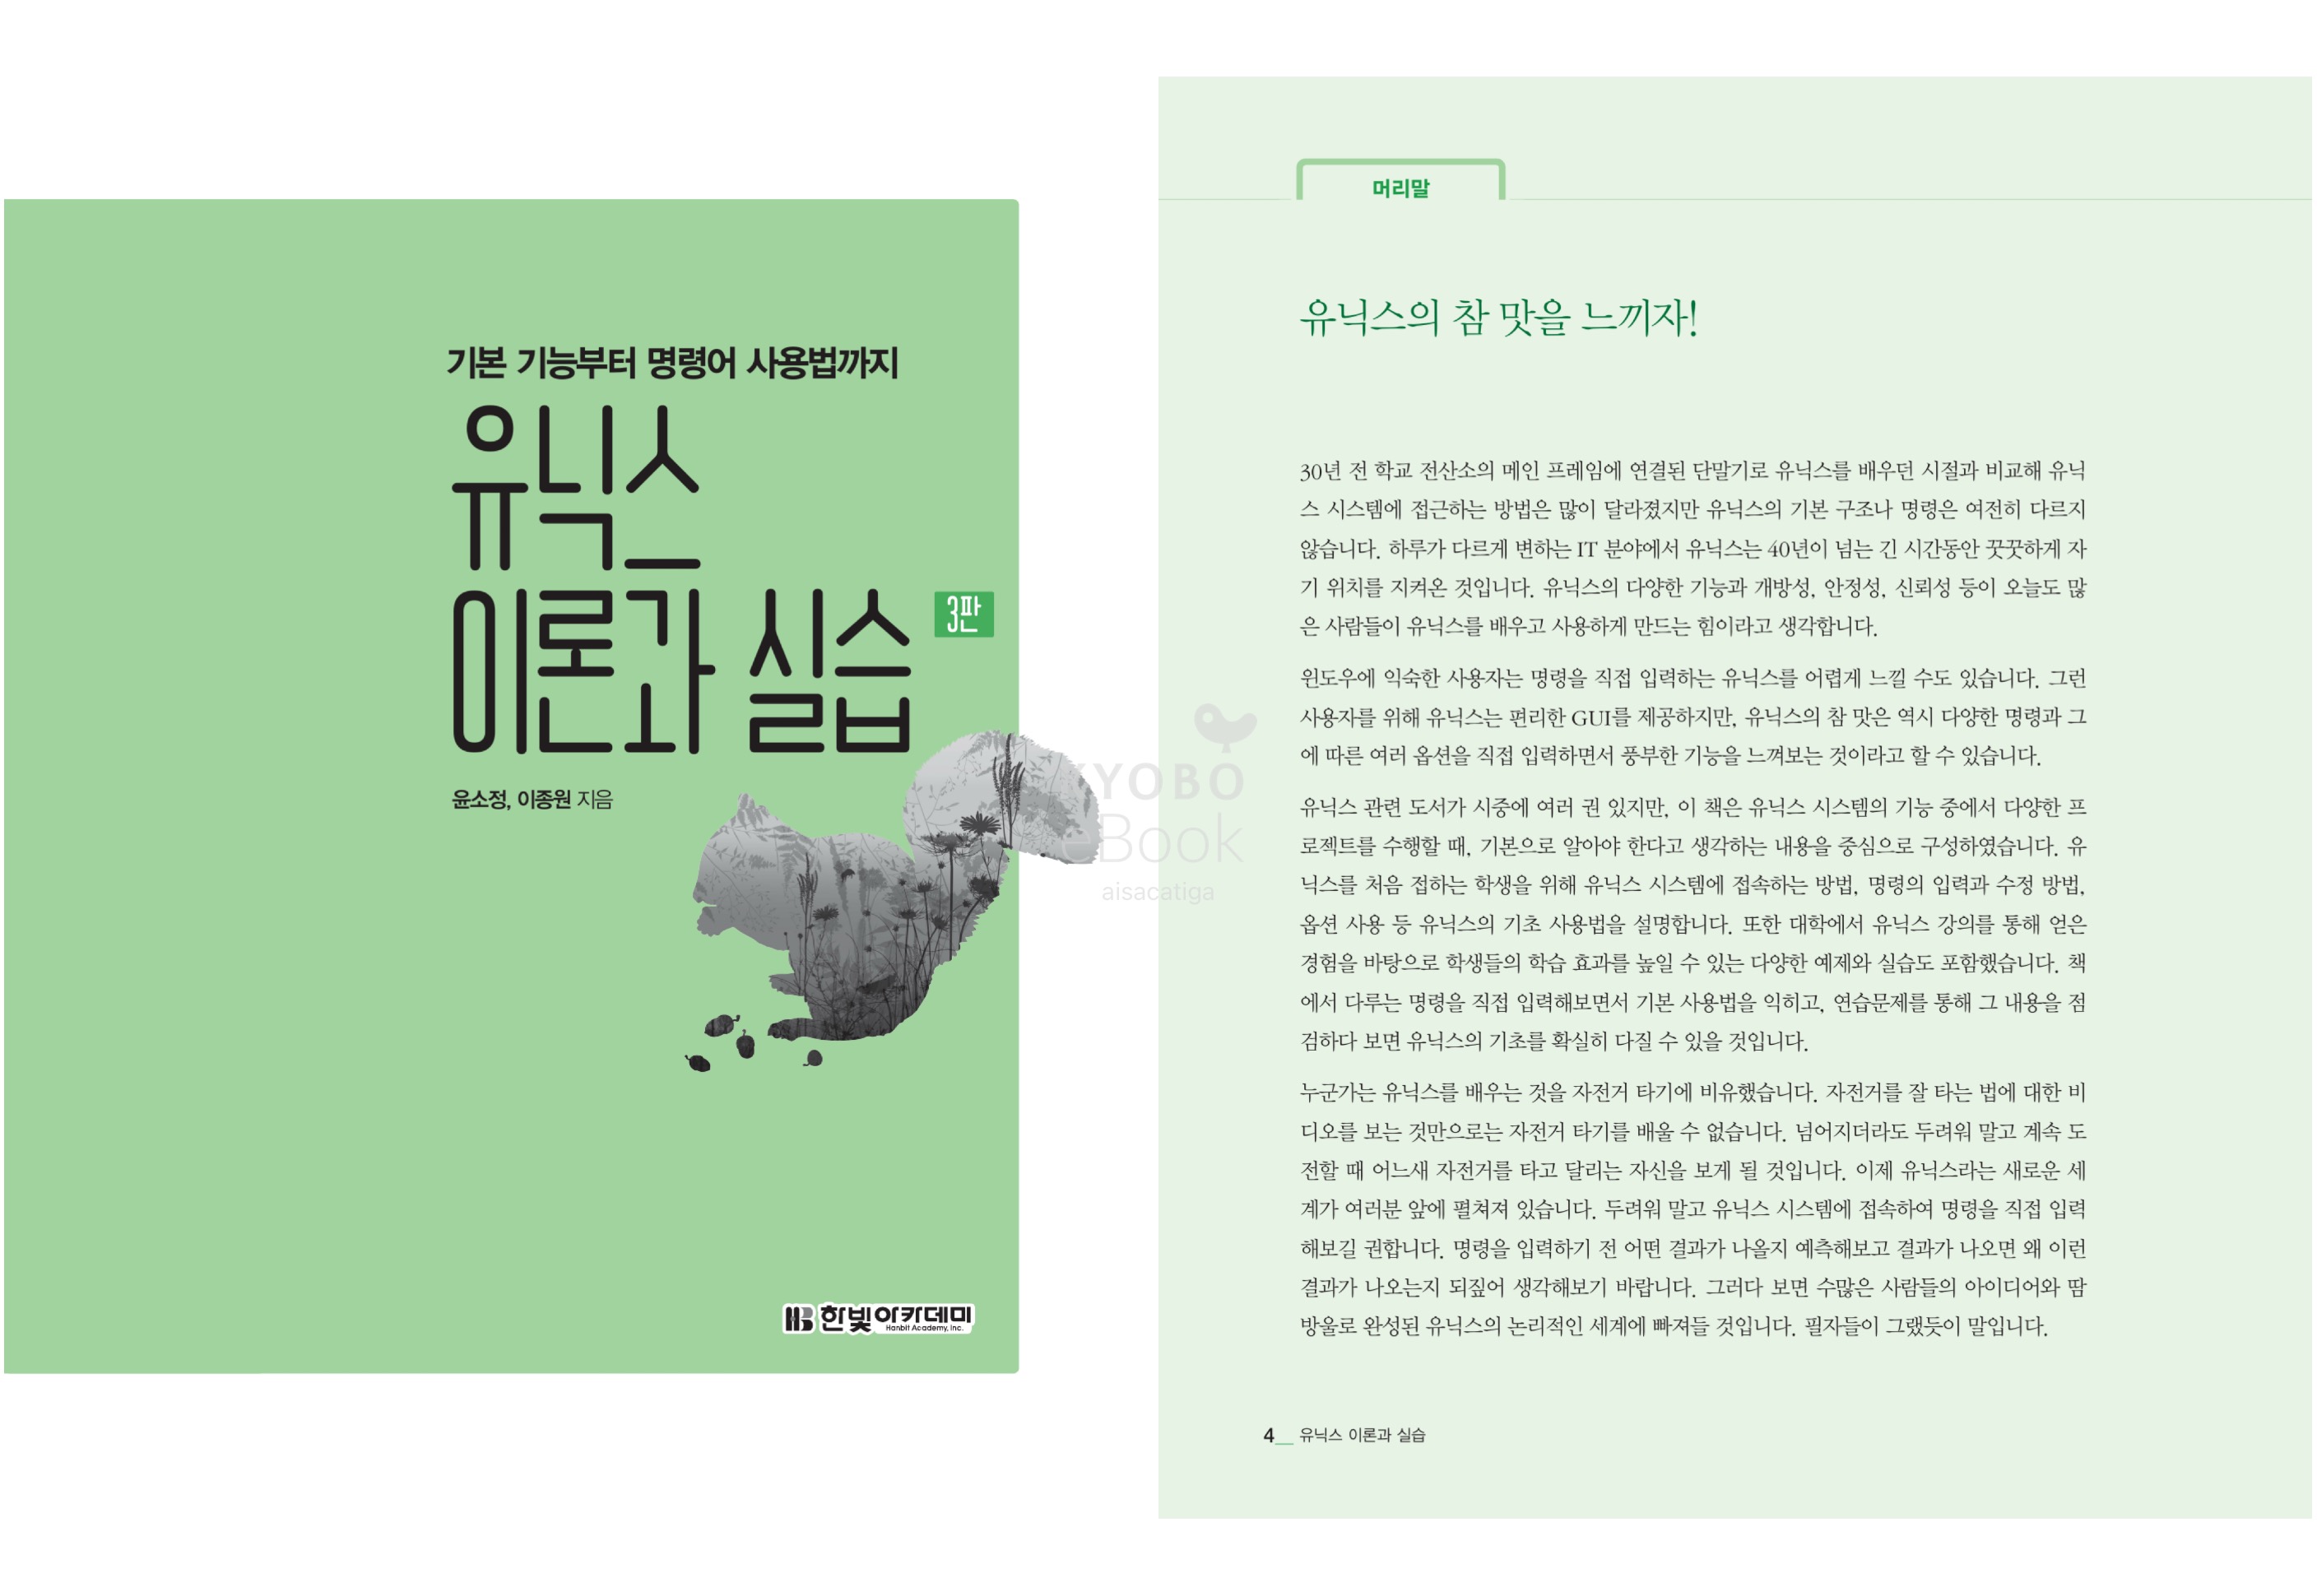 기본 기능부터 명령어 사용법까지
유닉스
이론과 실습 3판
윤소정, 이종원 지음
한빛아카데미
Hanbit Academy, Inc.
KYOBO
eBook
aisacatiga
머리말
유닉스의 참 맛을 느끼자!
30년 전 학교 전산소의 메인 프레임에 연결된 단말기로 유닉스를 배우던 시절과 비교해 유닉
스 시스템에 접근하는 방법은 많이 달라졌지만 유닉스의 기본 구조나 명령은 여전히 다르지
않습니다. 하루가 다르게 변하는 IT 분야에서 유닉스는 40년이 넘는 긴 시간동안 꿋꿋하게 자
기 위치를 지켜온 것입니다. 유닉스의 다양한 기능과 개방성, 안정성, 신뢰성 등이 오늘도 많
은 사람들이 유닉스를 배우고 사용하게 만드는 힘이라고 생각합니다.
윈도우에 익숙한 사용자는 명령을 직접 입력하는 유닉스를 어렵게 느낄 수도 있습니다. 그런
사용자를 위해 유닉스는 편리한 GUI를 제공하지만, 유닉스의 참 맛은 역시 다양한 명령과 그
에 따른 여러 옵션을 직접 입력하면서 풍부한 기능을 느껴보는 것이라고 할 수 있습니다.
유닉스 관련 도서가 시중에 여러 권 있지만, 이 책은 유닉스 시스템의 기능 중에서 다양한 프
로젝트를 수행할 때, 기본으로 알아야 한다고 생각하는 내용을 중심으로 구성하였습니다. 유
닉스를 처음 접하는 학생을 위해 유닉스 시스템에 접속하는 방법, 명령의 입력과 수정 방법,
옵션 사용 등 유닉스의 기초 사용법을 설명합니다. 또한 대학에서 유닉스 강의를 통해 얻은
경험을 바탕으로 학생들의 학습 효과를 높일 수 있는 다양한 예제와 실습도 포함했습니다. 책
에서 다루는 명령을 직접 입력해보면서 기본 사용법을 익히고, 연습문제를 통해 그 내용을 점
검하다 보면 유닉스의 기초를 확실히 다질 수 있을 것입니다.
누군가는 유닉스를 배우는 것을 자전거 타기에 비유했습니다. 자전거를 잘 타는 법에 대한 비
디오를 보는 것만으로는 자전거 타기를 배울 수 없습니다. 넘어지더라도 두려워 말고 계속 도
전할 때 어느새 자전거를 타고 달리는 자신을 보게 될 것입니다. 이제 유닉스라는 새로운 세
계가 여러분 앞에 펼쳐져 있습니다. 두려워 말고 유닉스 시스템에 접속하여 명령을 직접 입력
해보길 권합니다. 명령을 입력하기 전 어떤 결과가 나올지 예측해보고 결과가 나오면 왜 이런
결과가 나오는지 되짚어 생각해보기 바랍니다. 그러다 보면 수많은 사람들의 아이디어와 땀
방울로 완성된 유닉스의 논리적인 세계에 빠져들 것입니다. 필자들이 그랬듯이 말입니다.
4__ 유닉스 이론과 실습